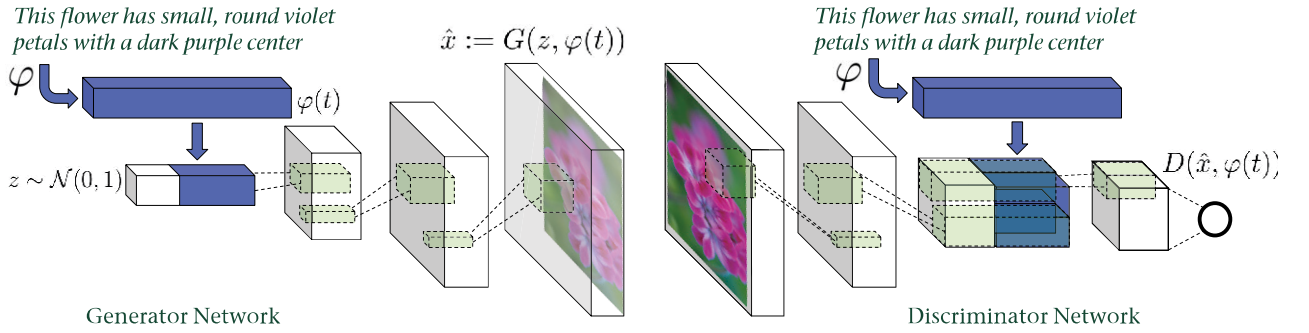 This flower has small, round violet
petals with a dark purple center
φ
φ(t)
z ∼ 𝒩(0, 1)
x̂ := G(z, φ(t))
Generator Network
This flower has small, round violet
petals with a dark purple center
φ
D(x̂, φ(t))
Discriminator Network